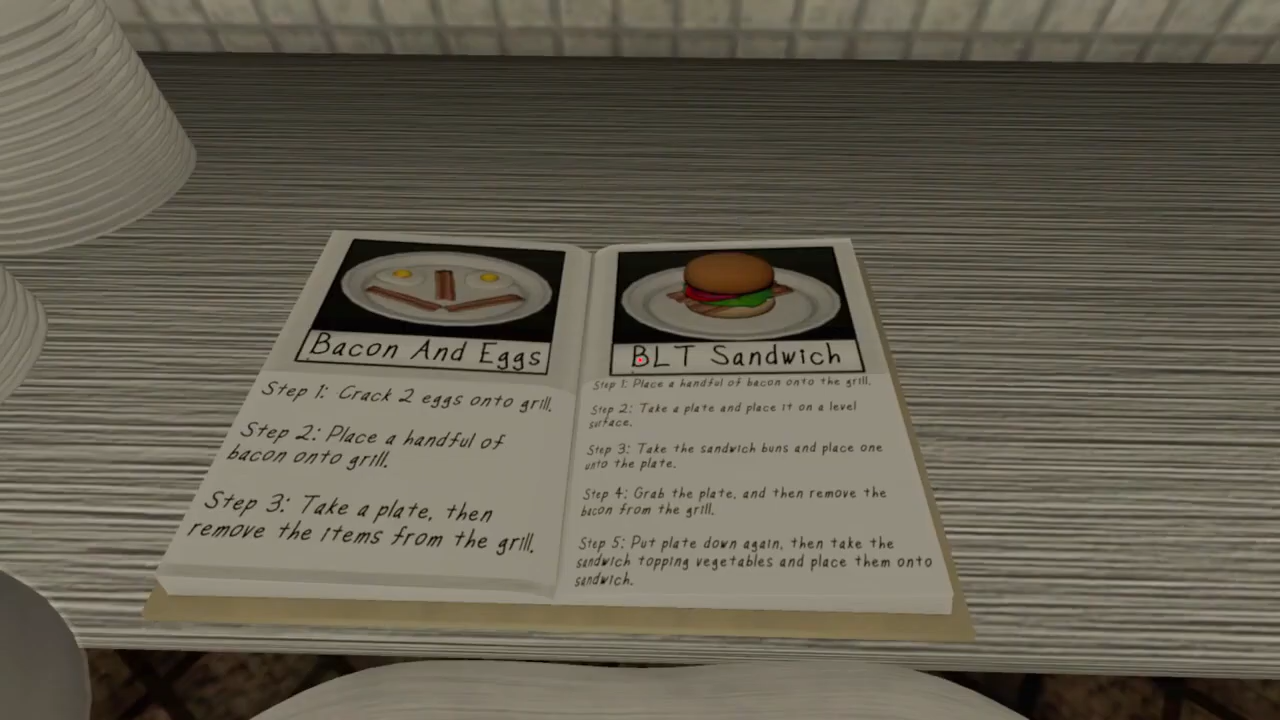 Bacon And Eggs
Step 1: Crack 2 eggs onto grill.
Step 2: Place a handful of
bacon onto grill.
Step 3: Take a plate, then
remove the items from the grill.
BLT Sandwich
Step 1: Place a handful of bacon onto the grill.
Step 2: Take a plate and place it on a level
surface.
Step 3: Take the sandwich buns and place one
onto the plate.
Step 4: Grab the plate, and then remove the
bacon from the grill.
Step 5: Put plate down again, then take the
sandwich topping vegetables and place them onto
sandwich.